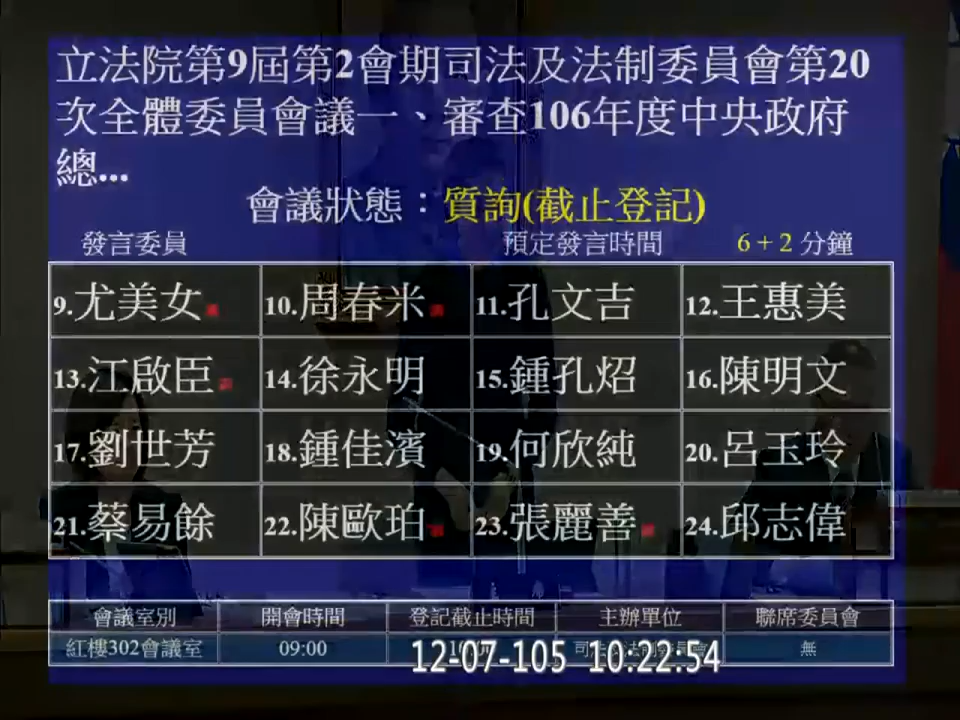 立法院第9屆第2會期司法及法制委員會第20
次全體委員會議一、審查106年度中央政府
總...
會議狀態：質詢(截止登記)
發言委員 預定發言時間 6 + 2 分鐘
9.尤美女 10.周春米 11.孔文吉 12.王惠美
13.江啟臣 14.徐永明 15.鍾孔炤 16.陳明文
17.劉世芳 18.鍾佳濱 19.何欣純 20.呂玉玲
21.蔡易餘 22.陳歐珀 23.張麗善 24.邱志偉
會議室別 開會時間 登記截止時間 主辦單位 聯席委員會
紅樓302會議室 09:00 無
12-07-105 10:22:54